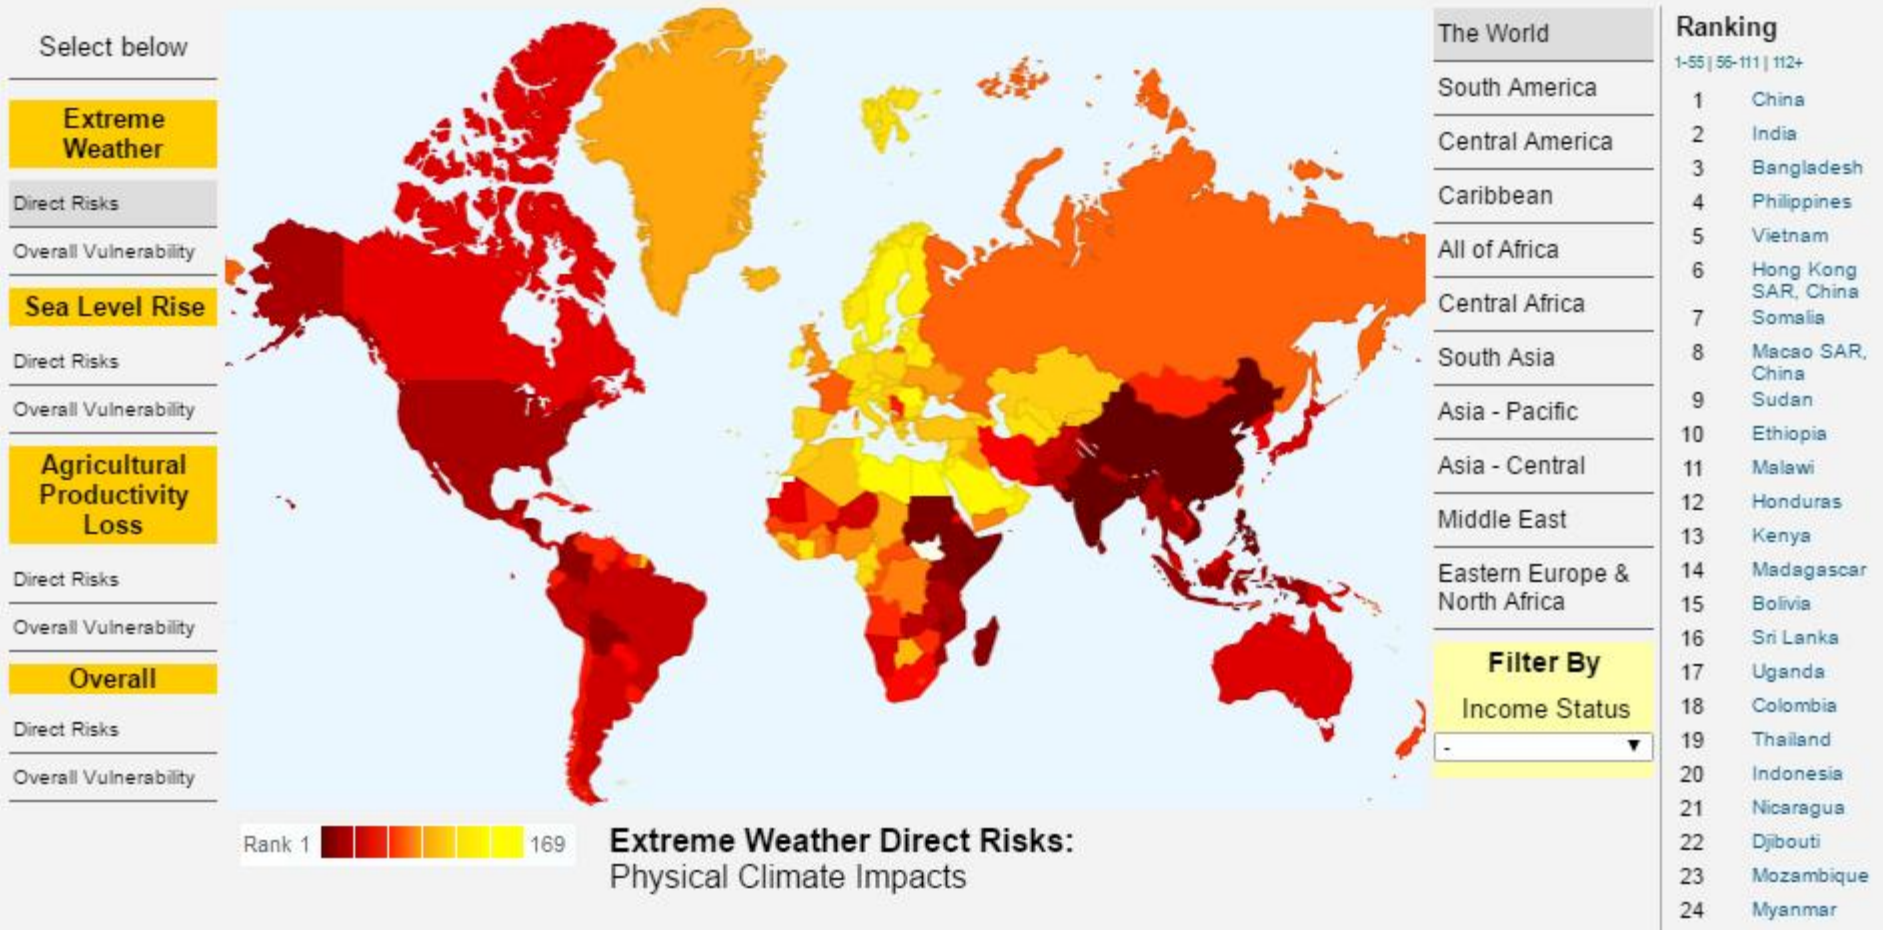 Select below
Extreme
Weather
Direct Risks
Overall Vulnerability
Sea Level Rise
Direct Risks
Overall Vulnerability
Agricultural
Productivity
Loss
Direct Risks
Overall Vulnerability
Overall
Direct Risks
Overall Vulnerability
Rank 1
169
Extreme Weather Direct Risks:
Physical Climate Impacts
The World
South America
Central America
Caribbean
All of Africa
Central Africa
South Asia
Asia - Pacific
Asia - Central
Middle East
Eastern Europe &
North Africa
Filter By
Income Status
-
Ranking
1-55 | 56-111 | 112+
1 China
2 India
3 Bangladesh
4 Philippines
5 Vietnam
6 Hong Kong
SAR, China
7 Somalia
8 Macao SAR,
China
9 Sudan
10 Ethiopia
11 Malawi
12 Honduras
13 Kenya
14 Madagascar
15 Bolivia
16 Sri Lanka
17 Uganda
18 Colombia
19 Thailand
20 Indonesia
21 Nicaragua
22 Djibouti
23 Mozambique
24 Myanmar